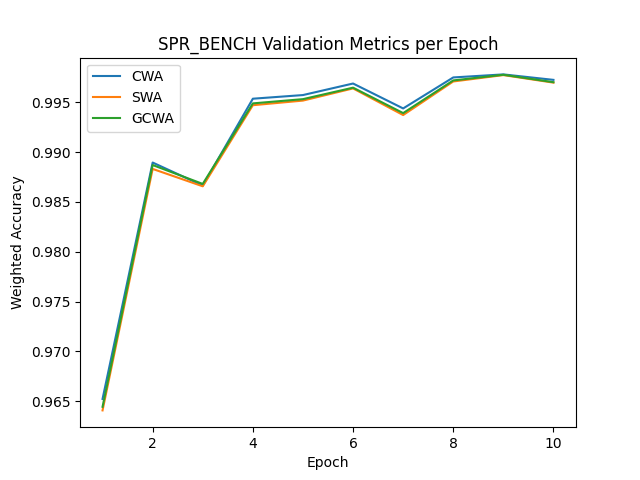 SPR_BENCH Validation Metrics per Epoch
CWA
SWA
GCWA
Weighted Accuracy
0.995
0.990
0.985
0.980
0.975
0.970
0.965
2 4 6 8 10
Epoch